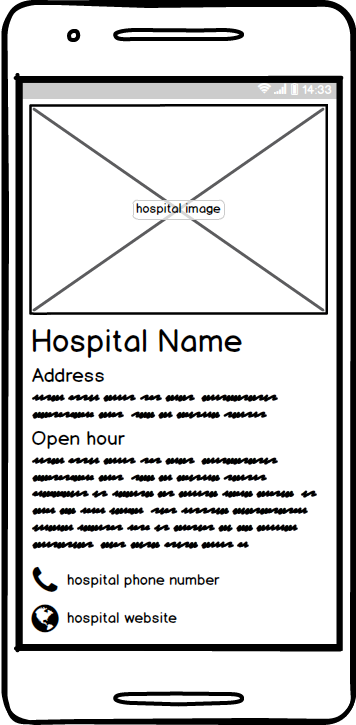 14:33
hospital image
Hospital Name
Address
Open hour
hospital phone number
hospital website